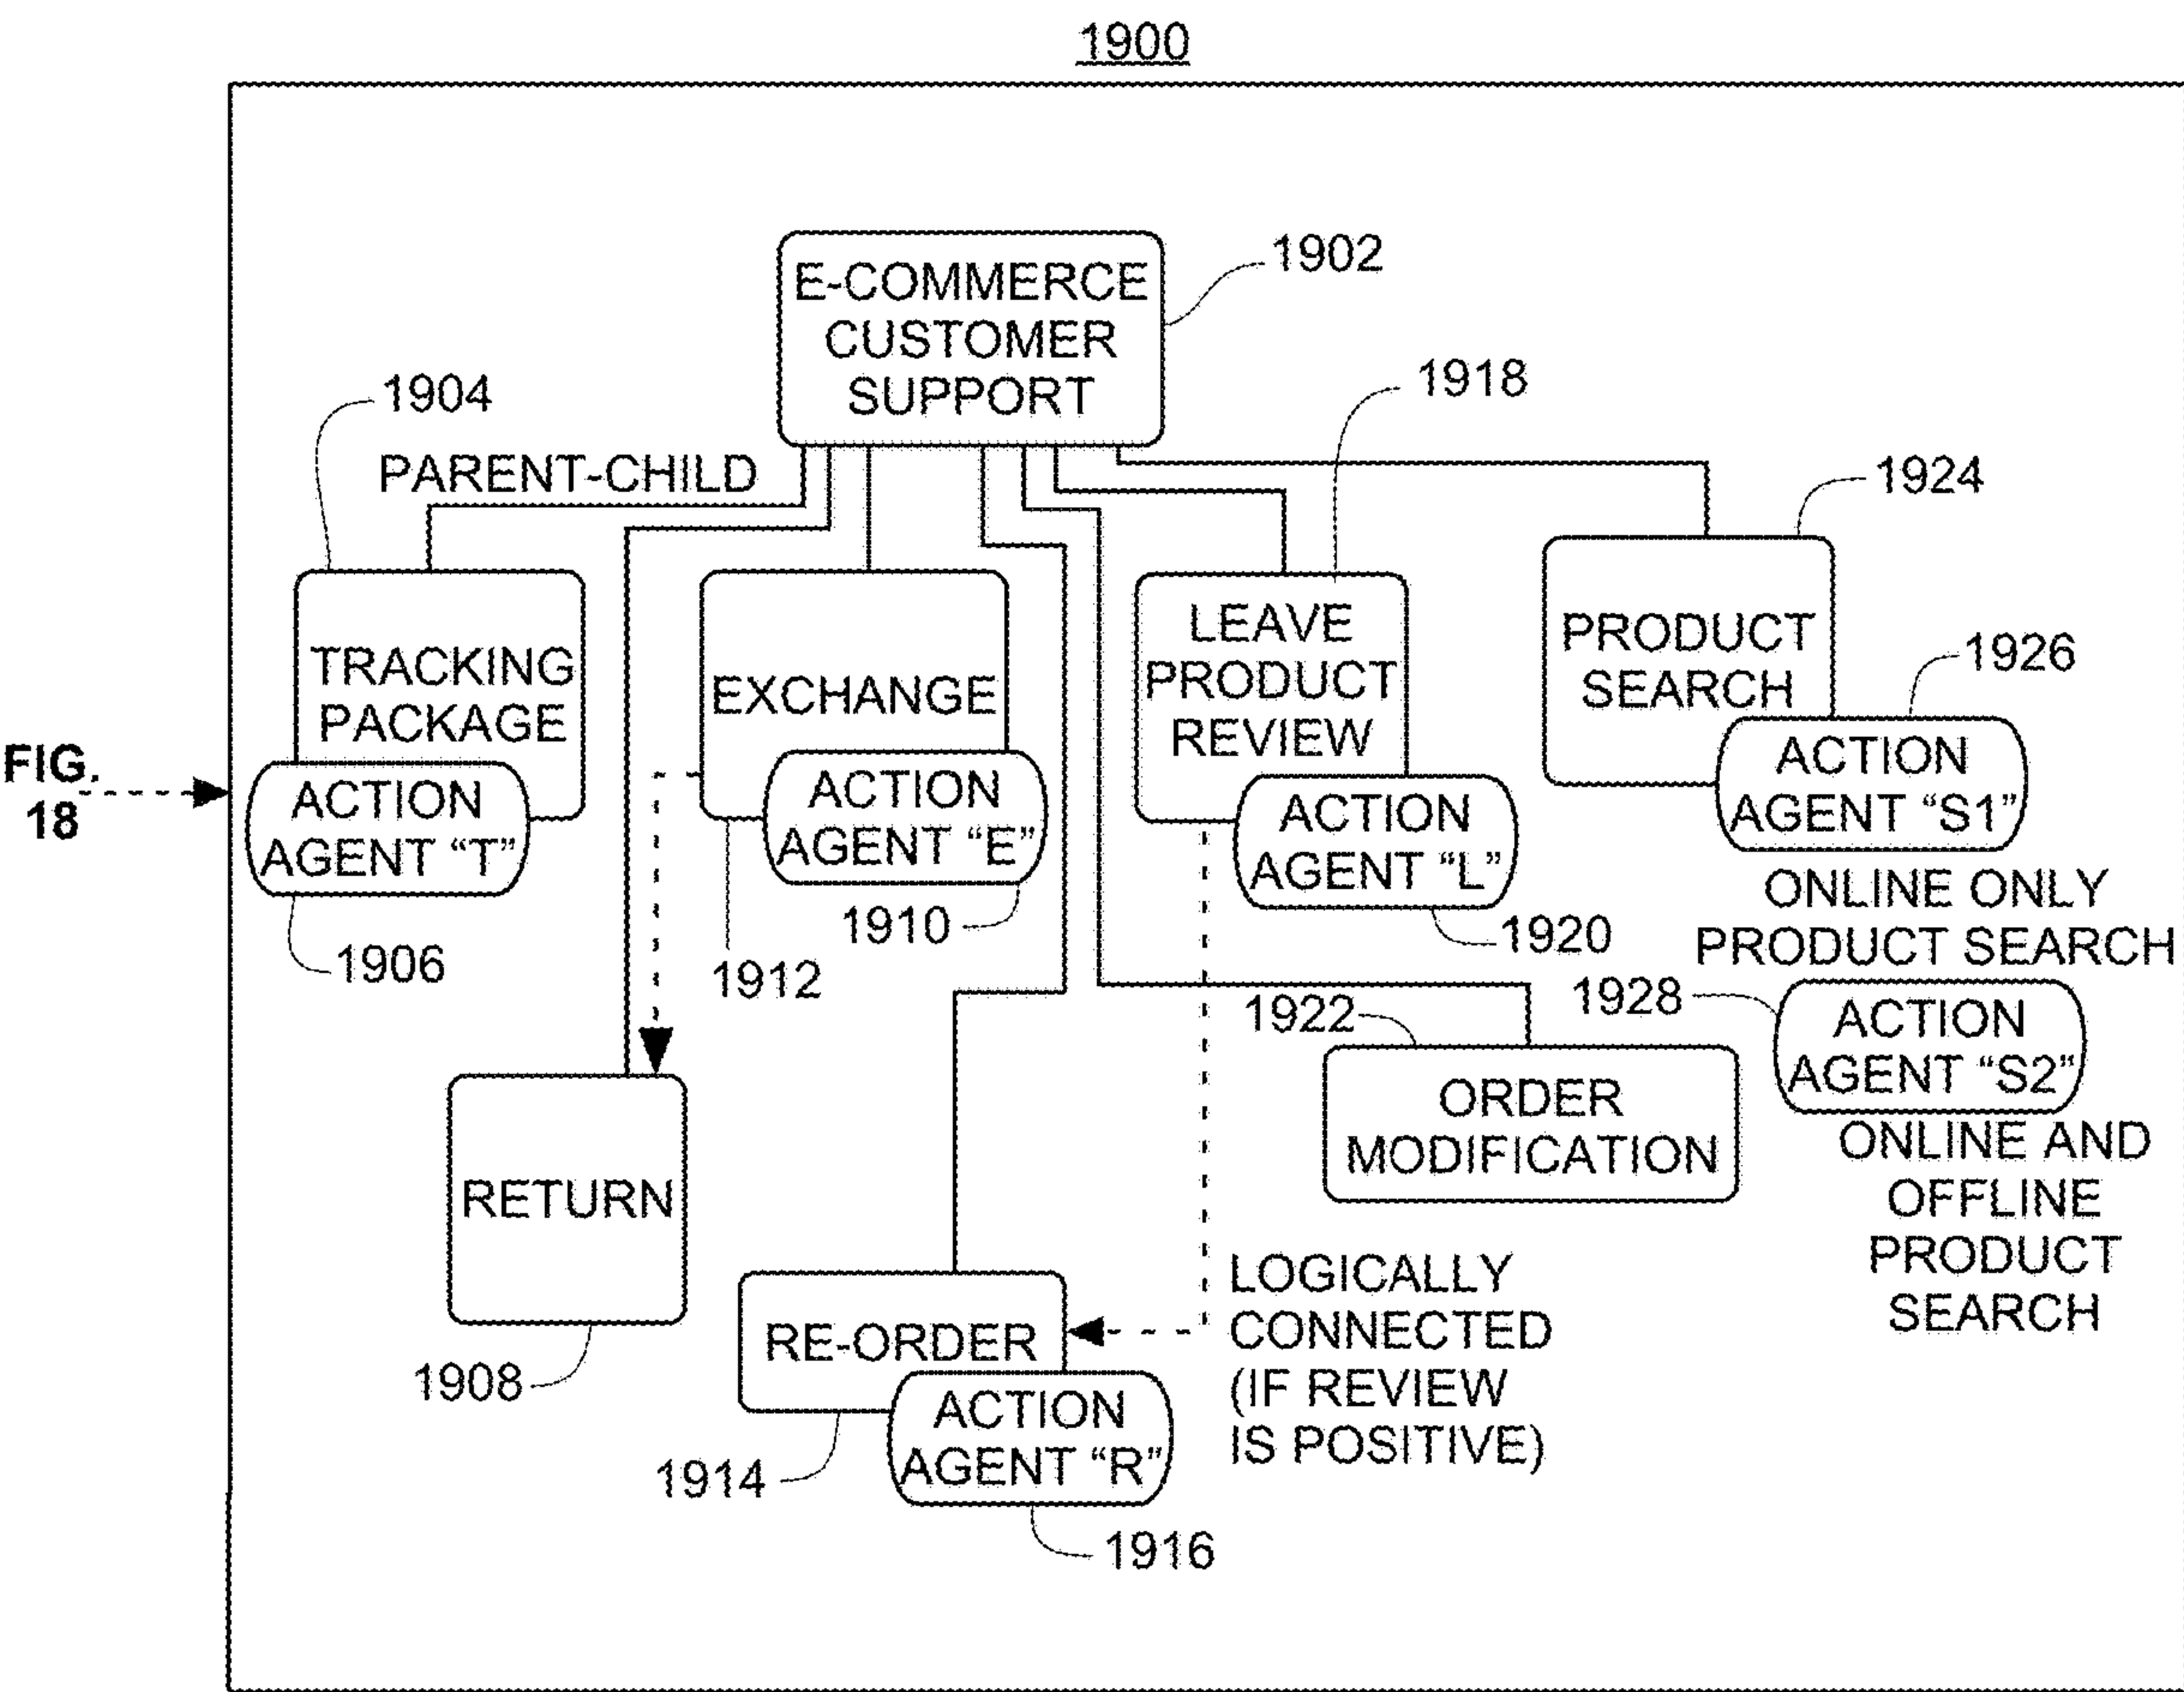 1900
E-COMMERCE
CUSTOMER
SUPPORT
1902
1904
PARENT-CHILD
1918
1924
TRACKING
PACKAGE
ACTION
AGENT “T”
1906
EXCHANGE
ACTION
AGENT “E”
1910
1912
LEAVE
PRODUCT
REVIEW
ACTION
AGENT “L”
1920
PRODUCT
SEARCH
1926
ACTION
AGENT “S1”
ONLINE ONLY
PRODUCT SEARCH
FIG.
18
1928
ACTION
AGENT “S2”
ONLINE AND
OFFLINE
PRODUCT
SEARCH
1922
ORDER
MODIFICATION
RETURN
1908
RE-ORDER
ACTION
AGENT “R”
1914
1916
LOGICALLY
CONNECTED
(IF REVIEW
IS POSITIVE)